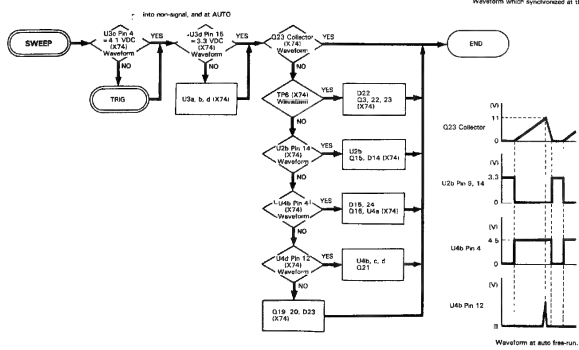 Waveform which synchronized at th
into non-signal, and at AUTO
SWEEP
U3c Pin 4
= 4.1 VDC
(X74)
Waveform
YES
NO
TRIG
U3d Pin 15
= 3.3 VDC
(X74)
Waveform
YES
NO
U3a, b, d (X74)
Q23 Collector
(X74)
Waveform
YES
NO
END
TP6 (X74)
Waveform
YES
NO
D22
Q3, 22, 23
(X74)
U2b Pin 14
(X74)
Waveform
YES
NO
U2b
Q15, D14 (X74)
U4b Pin 4
(X74)
Waveform
YES
NO
D15, 24
Q16, U4a (X74)
U4d Pin 12
(X74)
Waveform
YES
NO
U4b, c, d
Q21
Q19 20, D23
(X74)
(V)
11
Q23 Collector
0
(V)
3.3
U2b Pin 9, 14
0
(V)
4.5
U4b Pin 4
0
(V)
U4b Pin 12
Waveform at auto free-run.